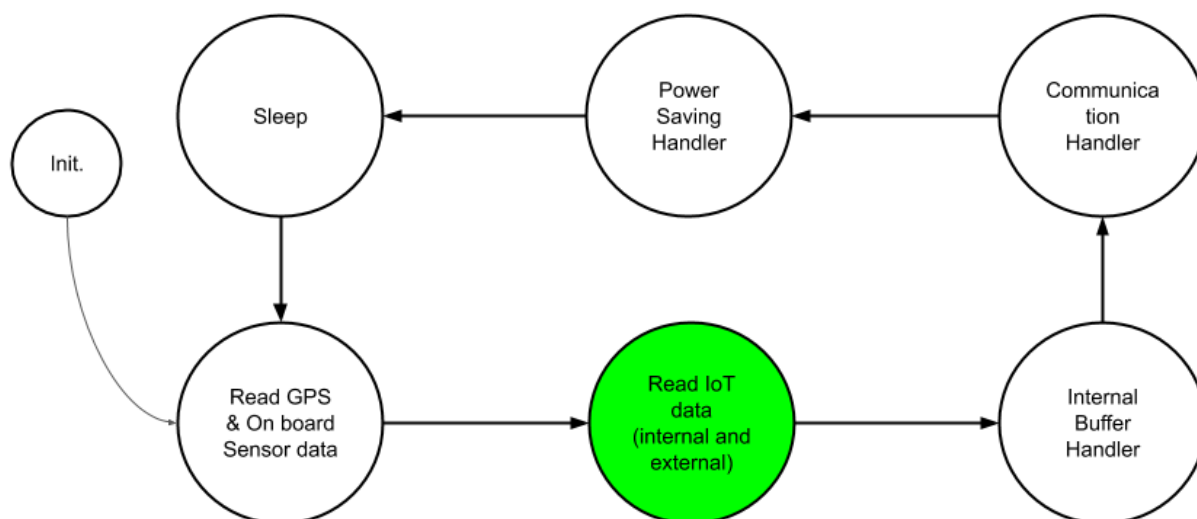 Sleep
Power
Saving
Handler
Communica
tion
Handler
Init.
Read GPS
& On board
Sensor data
Read IoT
data
(internal and
external)
Internal
Buffer
Handler